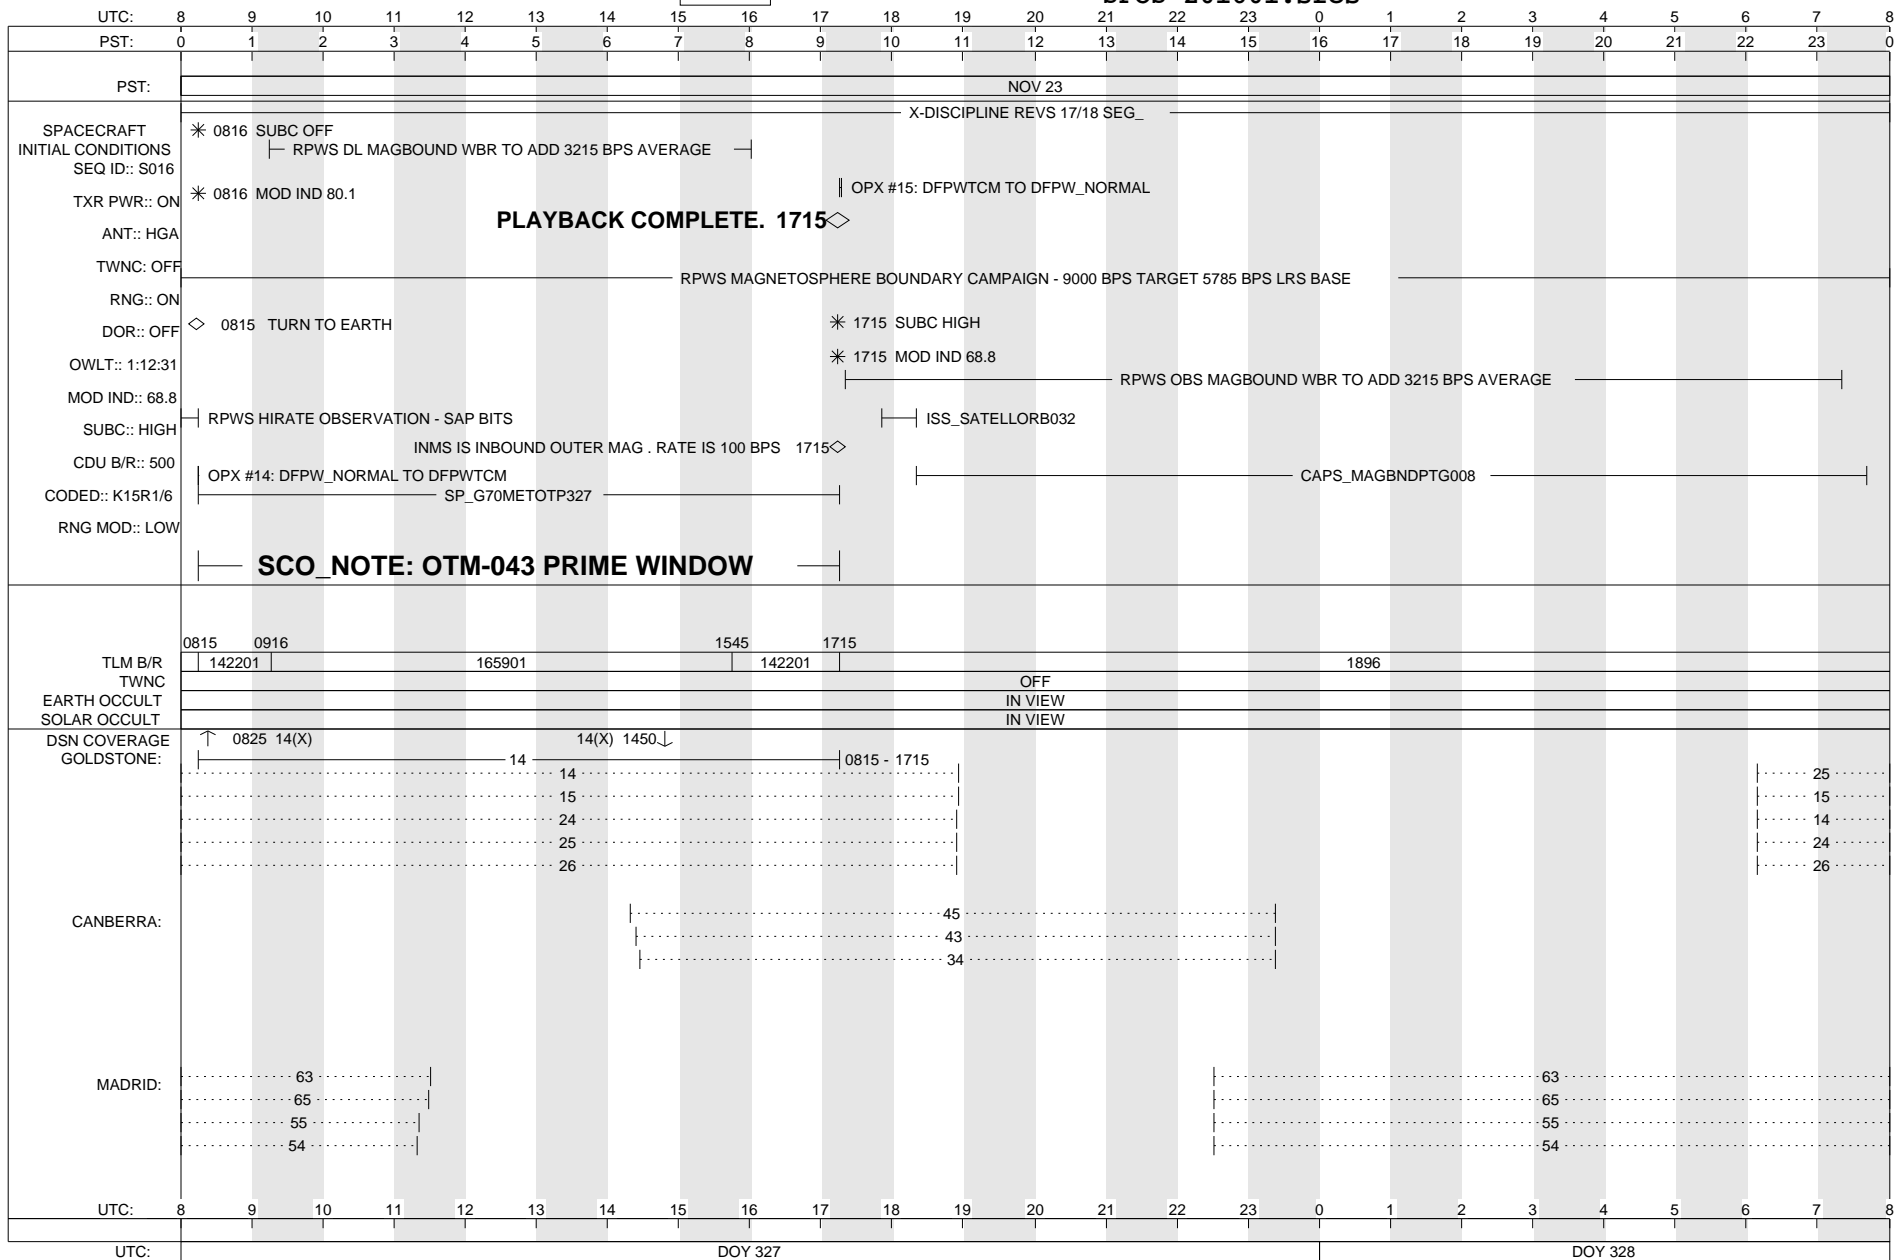 UTC: 8 9 10 11 12 13 14 15 16 17 18 19 20 21 22 23 0 1 2 3 4 5 6 7 8
PST: 0 1 2 3 4 5 6 7 8 9 10 11 12 13 14 15 16 17 18 19 20 21 22 23 0
PST: NOV 23
X-DISCIPLINE REVS 17/18 SEG_
SPACECRAFT
INITIAL CONDITIONS
SEQ ID:: S016
TXR PWR:: ON
ANT:: HGA
TWNC: OFF
RNG:: ON
DOR:: OFF
OWLT:: 1:12:31
MOD IND:: 68.8
SUBC:: HIGH
CDU B/R:: 500
CODED:: K15R1/6
RNG MOD:: LOW
0816 SUBC OFF
RPWS DL MAGBOUND WBR TO ADD 3215 BPS AVERAGE
0816 MOD IND 80.1
OPX #15: DFPWTCM TO DFPW_NORMAL
PLAYBACK COMPLETE. 1715
RPWS MAGNETOSPHERE BOUNDARY CAMPAIGN - 9000 BPS TARGET 5785 BPS LRS BASE
0815 TURN TO EARTH
1715 SUBC HIGH
1715 MOD IND 68.8
RPWS OBS MAGBOUND WBR TO ADD 3215 BPS AVERAGE
RPWS HIRATE OBSERVATION - SAP BITS
ISS_SATELLORB032
INMS IS INBOUND OUTER MAG . RATE IS 100 BPS 1715
OPX #14: DFPW_NORMAL TO DFPWTCM
CAPS_MAGBNDPTG008
SP_G70METOTP327
SCO_NOTE: OTM-043 PRIME WINDOW
0815 0916 1545 1715
TLM B/R 142201 165901 142201 1896
TWNC OFF
EARTH OCCULT IN VIEW
SOLAR OCCULT IN VIEW
DSN COVERAGE 0825 14(X) 14(X) 1450
GOLDSTONE: 14 0815 - 1715
14 25
15 15
24 14
25 24
26 26
CANBERRA: 45
43
34
MADRID: 63 63
65 65
55 55
54 54
UTC: 8 9 10 11 12 13 14 15 16 17 18 19 20 21 22 23 0 1 2 3 4 5 6 7 8
UTC: DOY 327 DOY 328